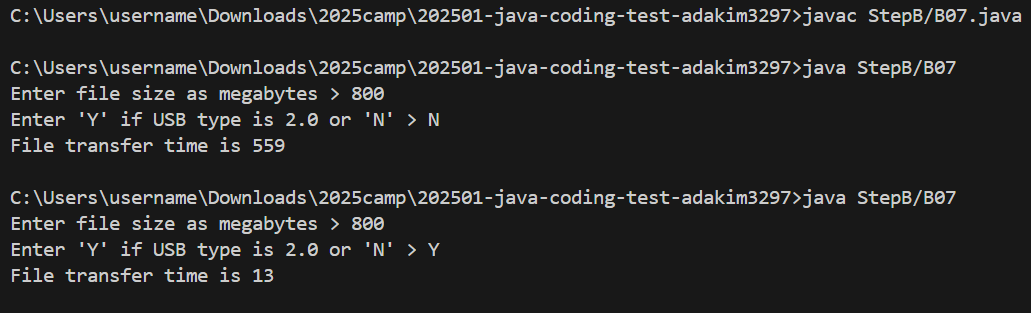 C:\Users\username\Downloads\2025camp\202501-java-coding-test-adakim3297>javac StepB/B07.java
C:\Users\username\Downloads\2025camp\202501-java-coding-test-adakim3297>java StepB/B07
Enter file size as megabytes > 800
Enter 'Y' if USB type is 2.0 or 'N' > N
File transfer time is 559
C:\Users\username\Downloads\2025camp\202501-java-coding-test-adakim3297>java StepB/B07
Enter file size as megabytes > 800
Enter 'Y' if USB type is 2.0 or 'N' > Y
File transfer time is 13